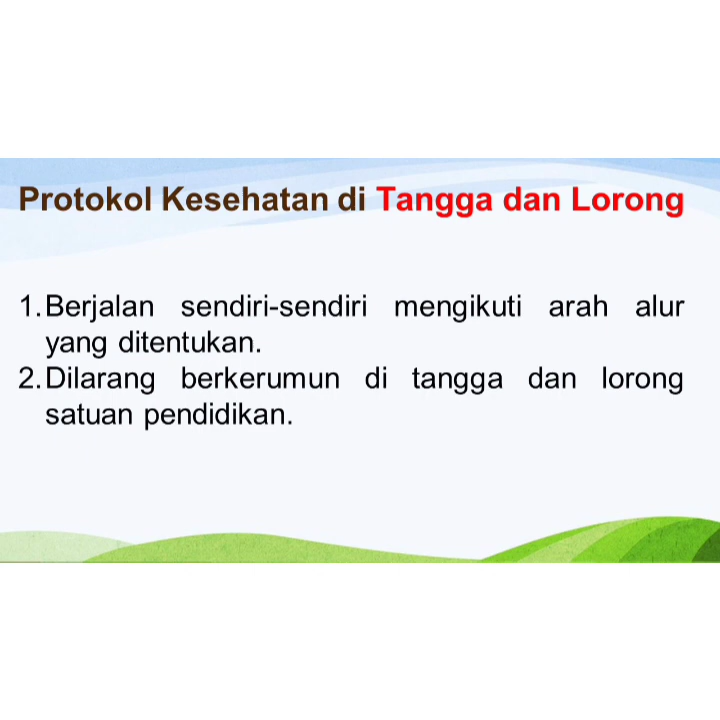 Protokol Kesehatan di Tangga dan Lorong
1.Berjalan sendiri-sendiri mengikuti arah alur
yang ditentukan.
2.Dilarang berkerumun di tangga dan lorong
satuan pendidikan.